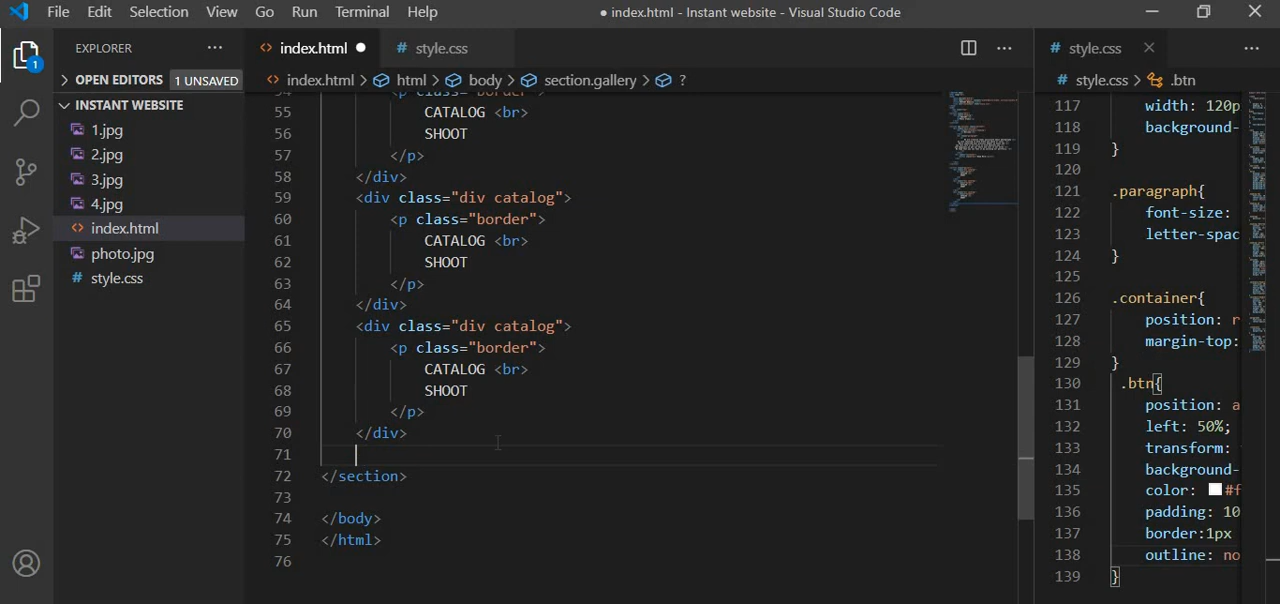 File Edit Selection View Go Run Terminal Help
● index.html - Instant website - Visual Studio Code
EXPLORER ···
OPEN EDITORS 1 UNSAVED
INSTANT WEBSITE
1.jpg
2.jpg
3.jpg
4.jpg
<> index.html
photo.jpg
# style.css
1
<> index.html ● # style.css
<> index.html > html > body > section.gallery > ?
<p class="border">
55 CATALOG <br>
56 SHOOT
57 </p>
58 </div>
59 <div class="div catalog">
60 <p class="border">
61 CATALOG <br>
62 SHOOT
63 </p>
64 </div>
65 <div class="div catalog">
66 <p class="border">
67 CATALOG <br>
68 SHOOT
69 </p>
70 </div>
71
72 </section>
73
74 </body>
75 </html>
76
# style.css
# style.css > .btn
117 width: 120p
118 background-
119 }
120
121 .paragraph{
122 font-size:
123 letter-spac
124 }
125
126 .container{
127 position: r
128 margin-top:
129 }
130 .btn{
131 position: a
132 left: 50%;
133 transform:
134 background-
135 color: #f
136 padding: 10
137 border:1px
138 outline: no
139 }